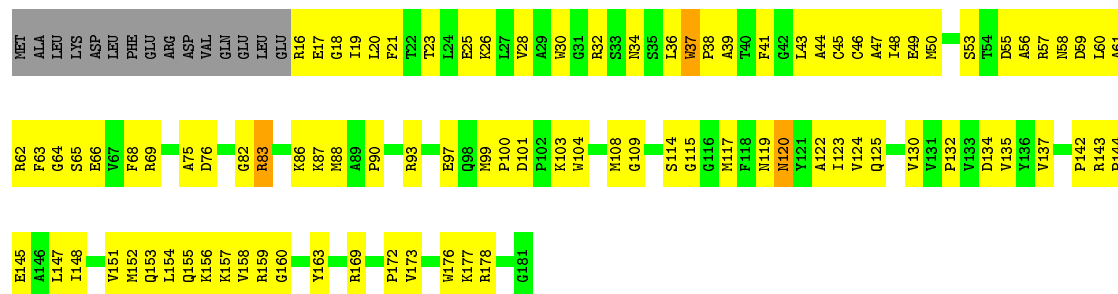 MET ALA LEU LYS ASP LEU PHE GLU ARG ASP VAL GLN GLU LEU GLU R16 E17 G18 I19 L20 F21 T22 T23 L24 E25 K26 L27 V28 A29 W30 G31 R32 S33 N34 S35 L36 W37 P38 A39 T40 F41 G42 L43 A44 C45 C46 A47 I48 E49 M50 S53 T54 D55 A56 R57 N58 D59 L60 A61
R62 F63 G64 S65 E66 V67 F68 R69 A75 D76 G82 R83 K86 K87 M88 A89 P90 R93 E97 Q98 M99 P100 D101 P102 K103 W104 M108 G109 S114 G115 G116 M117 F118 N119 N120 Y121 A122 I123 V124 Q125 V130 V131 P132 V133 D134 V135 Y136 V137 P142 R143 P144
E145 A146 L147 I148 V151 M152 Q153 L154 Q155 K156 K157 V158 R159 G160 Y163 R169 P172 V173 W176 K177 R178 G181